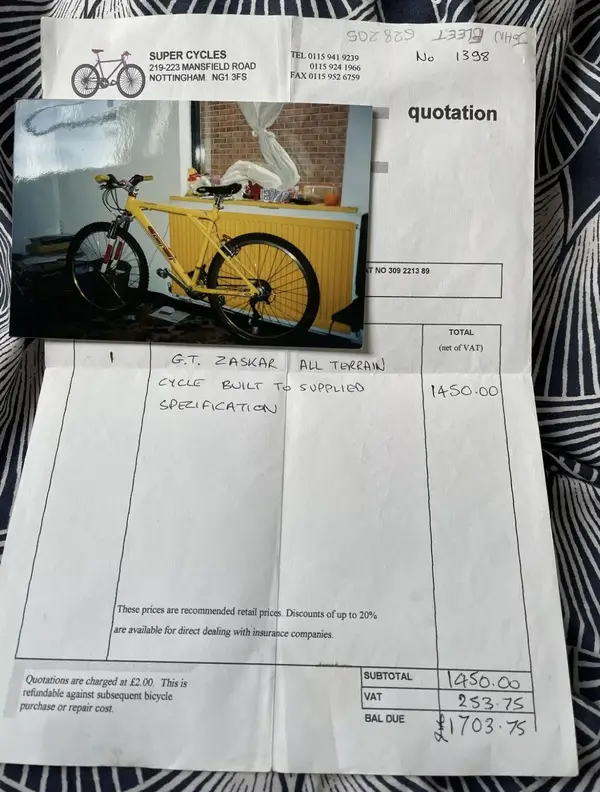 JOHN FLEET 628205
SUPER CYCLES
219-223 MANSFIELD ROAD
NOTTINGHAM. NG1 3FS
TEL 0115 941 9239
0115 924 1966
FAX 0115 952 6759
No 1398
quotation
AT NO 309 2213 89
TOTAL
(net of VAT)
1 G.T. ZASKAR ALL TERRAIN
CYCLE BUILT TO SUPPLIED 1450.00
SPEZIFICATION
These prices are recommended retail prices. Discounts of up to 20%
are available for direct dealing with insurance companies.
Quotations are charged at £2.00. This is
refundable against subsequent bicycle
purchase or repair cost.
SUBTOTAL 1450.00
VAT 253.75
BAL DUE 1703.75